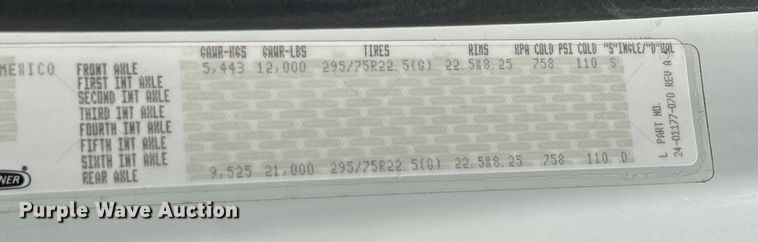 GAWR-KGS GAWR-LBS TIRES RIMS KPA COLD PSI COLD "S"INGLE/"D"UAL
MEXICO FRONT AXLE 5,443 12,000 295/75R22.5(G) 22.5X8.25 758 110 S
FIRST INT AXLE
SECOND INT AXLE
THIRD INT AXLE
FOURTH INT AXLE
FIFTH INT AXLE
SIXTH INT AXLE
REAR AXLE 9,525 21,000 295/75R22.5(G) 22.5X8.25 758 110 D
L PART NO.
24-01177-070 REV A
NER
Purple Wave Auction